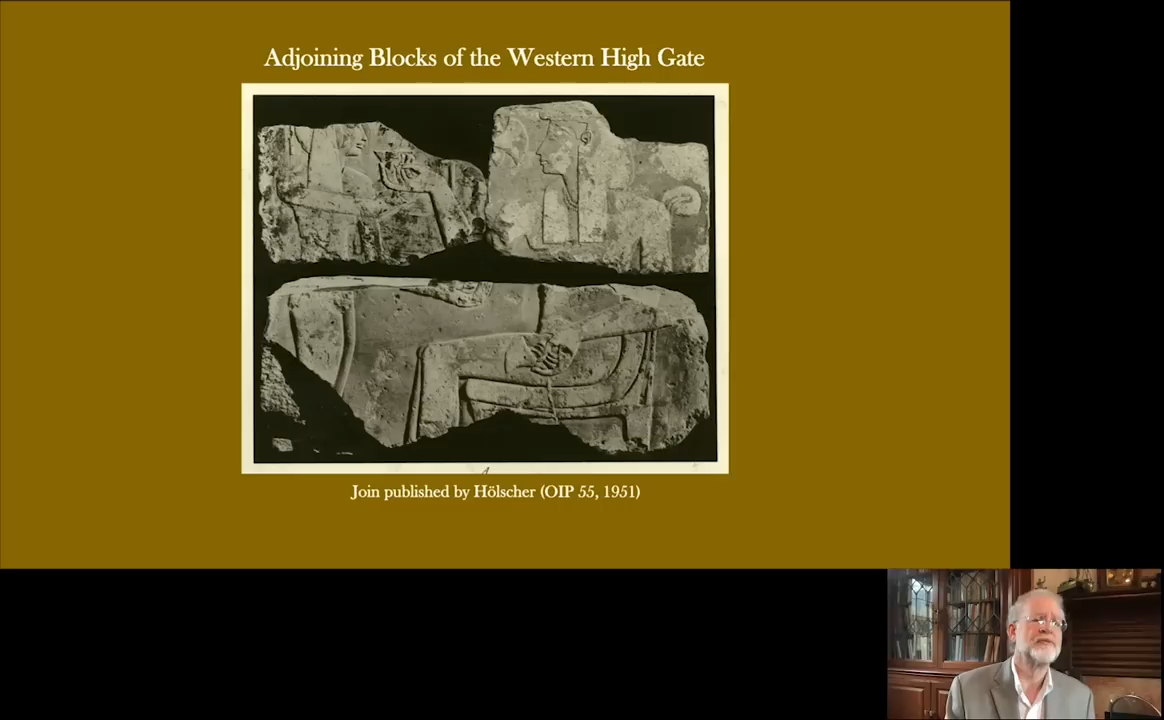 Adjoining Blocks of the Western High Gate
Join published by Hölscher (OIP 55, 1951)